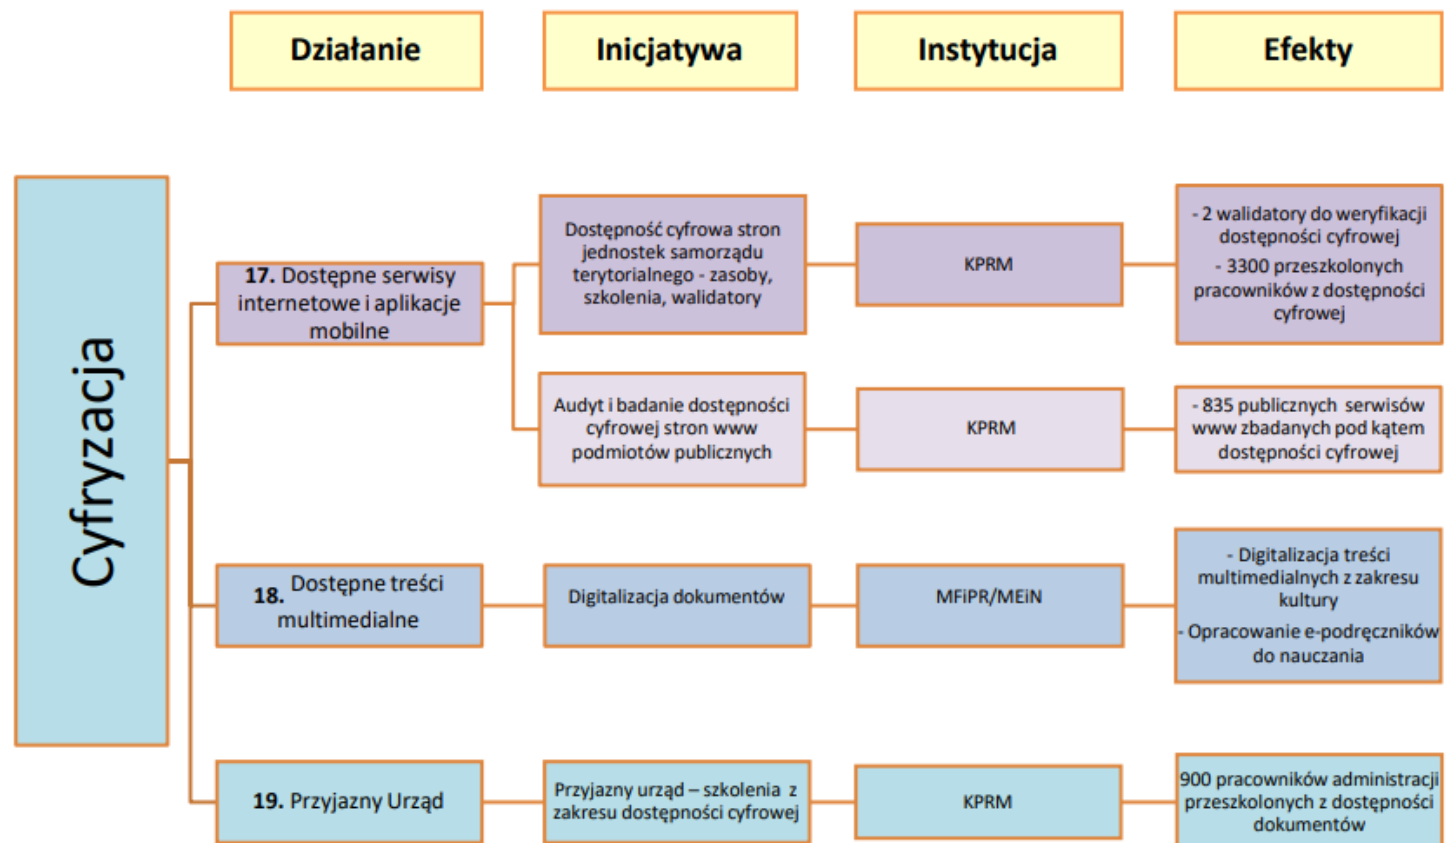 Działanie
Inicjatywa
Instytucja
Efekty
Cyfryzacja
17. Dostępne serwisy
internetowe i aplikacje
mobilne
Dostępność cyfrowa stron
jednostek samorządu
terytorialnego - zasoby,
szkolenia, walidatory
KPRM
- 2 walidatory do weryfikacji
dostępności cyfrowej
- 3300 przeszkolonych
pracowników z dostępności
cyfrowej
Audyt i badanie dostępności
cyfrowej stron www
podmiotów publicznych
KPRM
- 835 publicznych serwisów
www zbadanych pod kątem
dostępności cyfrowej
18. Dostępne treści
multimedialne
Digitalizacja dokumentów
MFiPR/MEiN
- Digitalizacja treści
multimedialnych z zakresu
kultury
- Opracowanie e-podręczników
do nauczania
19. Przyjazny Urząd
Przyjazny urząd – szkolenia z
zakresu dostępności cyfrowej
KPRM
900 pracowników administracji
przeszkolonych z dostępności
dokumentów